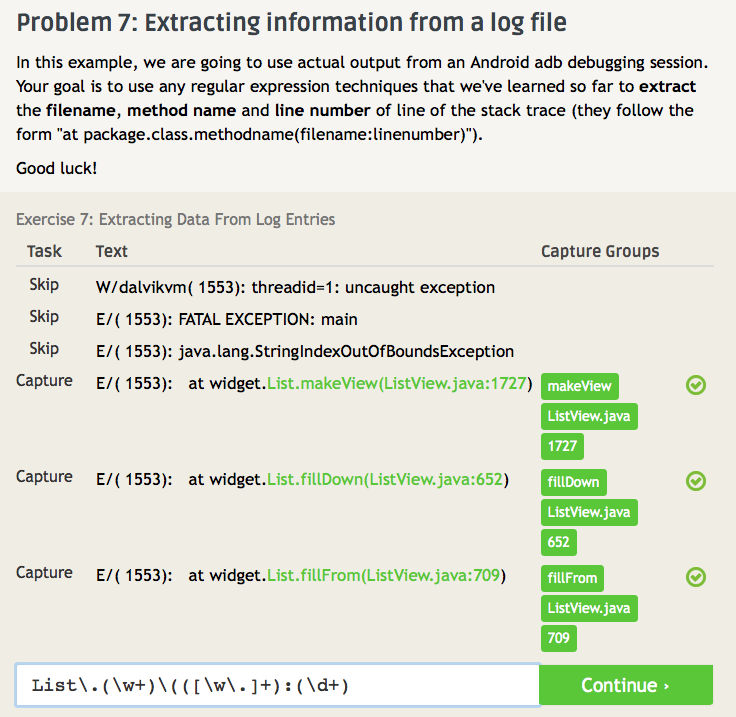 Problem 7: Extracting information from a log file
In this example, we are going to use actual output from an Android adb debugging session.
Your goal is to use any regular expression techniques that we've learned so far to extract
the filename, method name and line number of line of the stack trace (they follow the
form "at package.class.methodname(filename:linenumber)").
Good luck!
Exercise 7: Extracting Data From Log Entries
Task Text Capture Groups
Skip W/dalvikvm( 1553): threadid=1: uncaught exception
Skip E/( 1553): FATAL EXCEPTION: main
Skip E/( 1553): java.lang.StringIndexOutOfBoundsException
Capture E/( 1553): at widget.List.makeView(ListView.java:1727) makeView
ListView.java
1727
Capture E/( 1553): at widget.List.fillDown(ListView.java:652) fillDown
ListView.java
652
Capture E/( 1553): at widget.List.fillFrom(ListView.java:709) fillFrom
ListView.java
709
List\.(\w+)\(([\w\.]+):(\d+) Continue ›